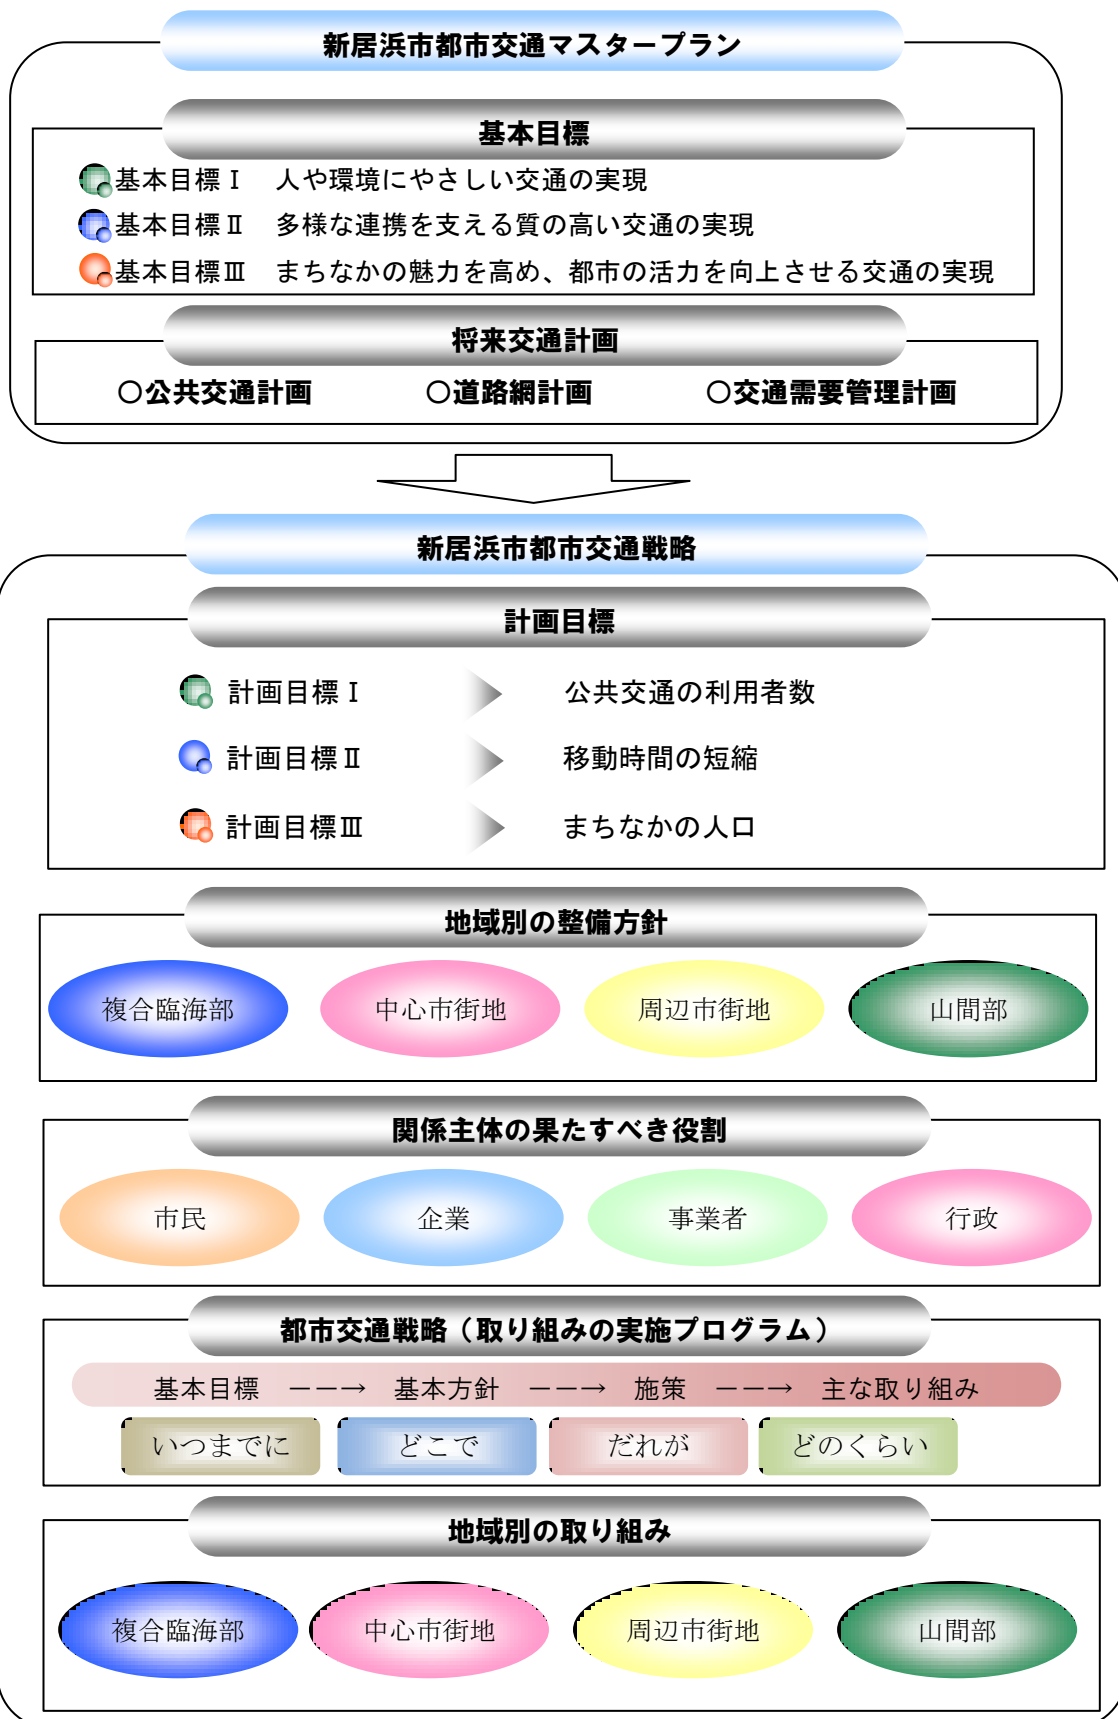 新居浜市都市交通マスタープラン
基本目標
基本目標Ⅰ　人や環境にやさしい交通の実現
基本目標Ⅱ　多様な連携を支える質の高い交通の実現
基本目標Ⅲ　まちなかの魅力を高め、都市の活力を向上させる交通の実現
将来交通計画
○公共交通計画　○道路網計画　○交通需要管理計画
新居浜市都市交通戦略
計画目標
計画目標Ⅰ　公共交通の利用者数
計画目標Ⅱ　移動時間の短縮
計画目標Ⅲ　まちなかの人口
地域別の整備方針
複合臨海部　中心市街地　周辺市街地　山間部
関係主体の果たすべき役割
市民　企業　事業者　行政
都市交通戦略（取り組みの実施プログラム）
基本目標　－－→　基本方針　－－→　施策　－－→　主な取り組み
いつまでに　どこで　だれが　どのくらい
地域別の取り組み
複合臨海部　中心市街地　周辺市街地　山間部